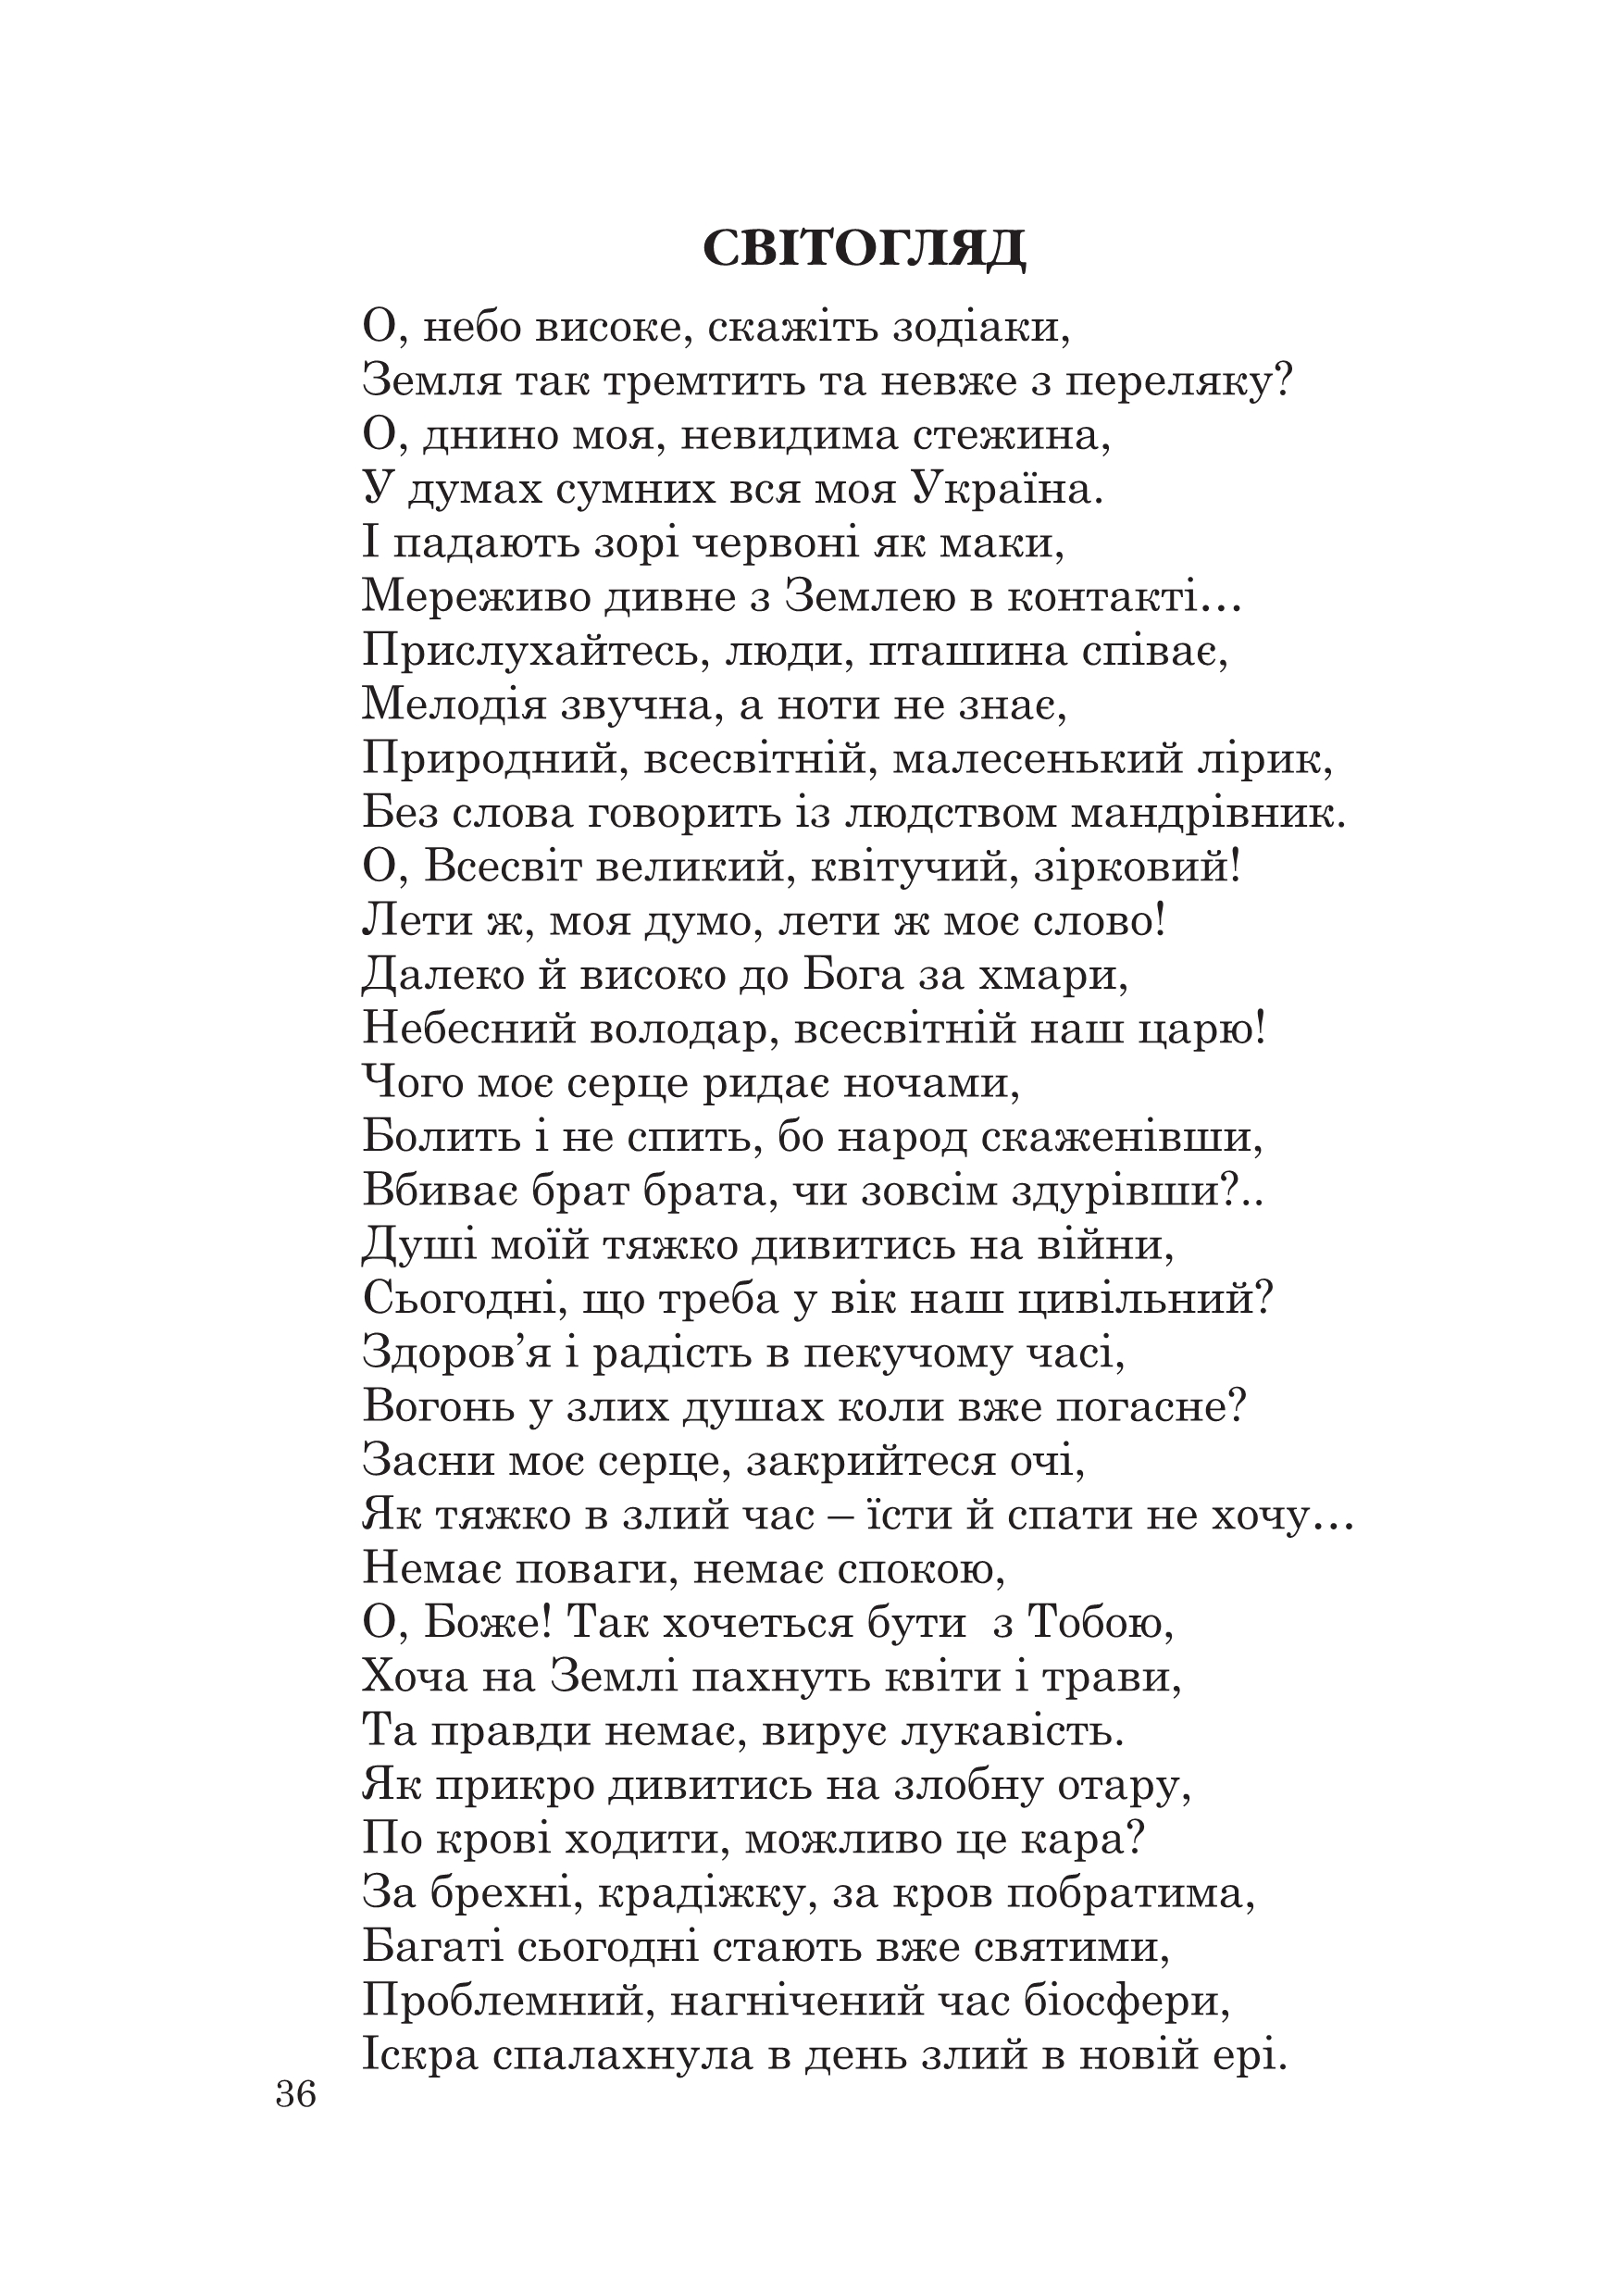 СВІТОГЛЯД
О, небо високе, скажіть зодіаки,
Земля так тремтить та невже з переляку?
О, днино моя, невидима стежина,
У думах сумних вся моя Україна.
І падають зорі червоні як маки,
Мереживо дивне з Землею в контакті...
Прислухайтесь, люди, пташина співає,
Мелодія звучна, а ноти не знає,
Природний, всесвітній, малесенький лірик,
Без слова говорить із людством мандрівник.
О, Всесвіт великий, квітучий, зірковий!
Лети ж, моя думо, лети ж моє слово!
Далеко й високо до Бога за хмари,
Небесний володар, всесвітній наш царю!
Чого моє серце ридає ночами,
Болить і не спить, бо народ скаженівши,
Вбиває брат брата, чи зовсім здурівши?..
Душі моїй тяжко дивитись на війни,
Сьогодні, що треба у вік наш цивільний?
Здоров’я і радість в пекучому часі,
Вогонь у злих душах коли вже погасне?
Засни моє серце, закрийтеся очі,
Як тяжко в злий час – їсти й спати не хочу...
Немає поваги, немає спокою,
О, Боже! Так хочеться бути  з Тобою,
Хоча на Землі пахнуть квіти і трави,
Та правди немає, вирує лукавість.
Як прикро дивитись на злобну отару,
По крові ходити, можливо це кара?
За брехні, крадіжку, за кров побратима,
Багаті сьогодні стають вже святими,
Проблемний, нагнічений час біосфери,
Іскра спалахнула в день злий в новій ері.
36